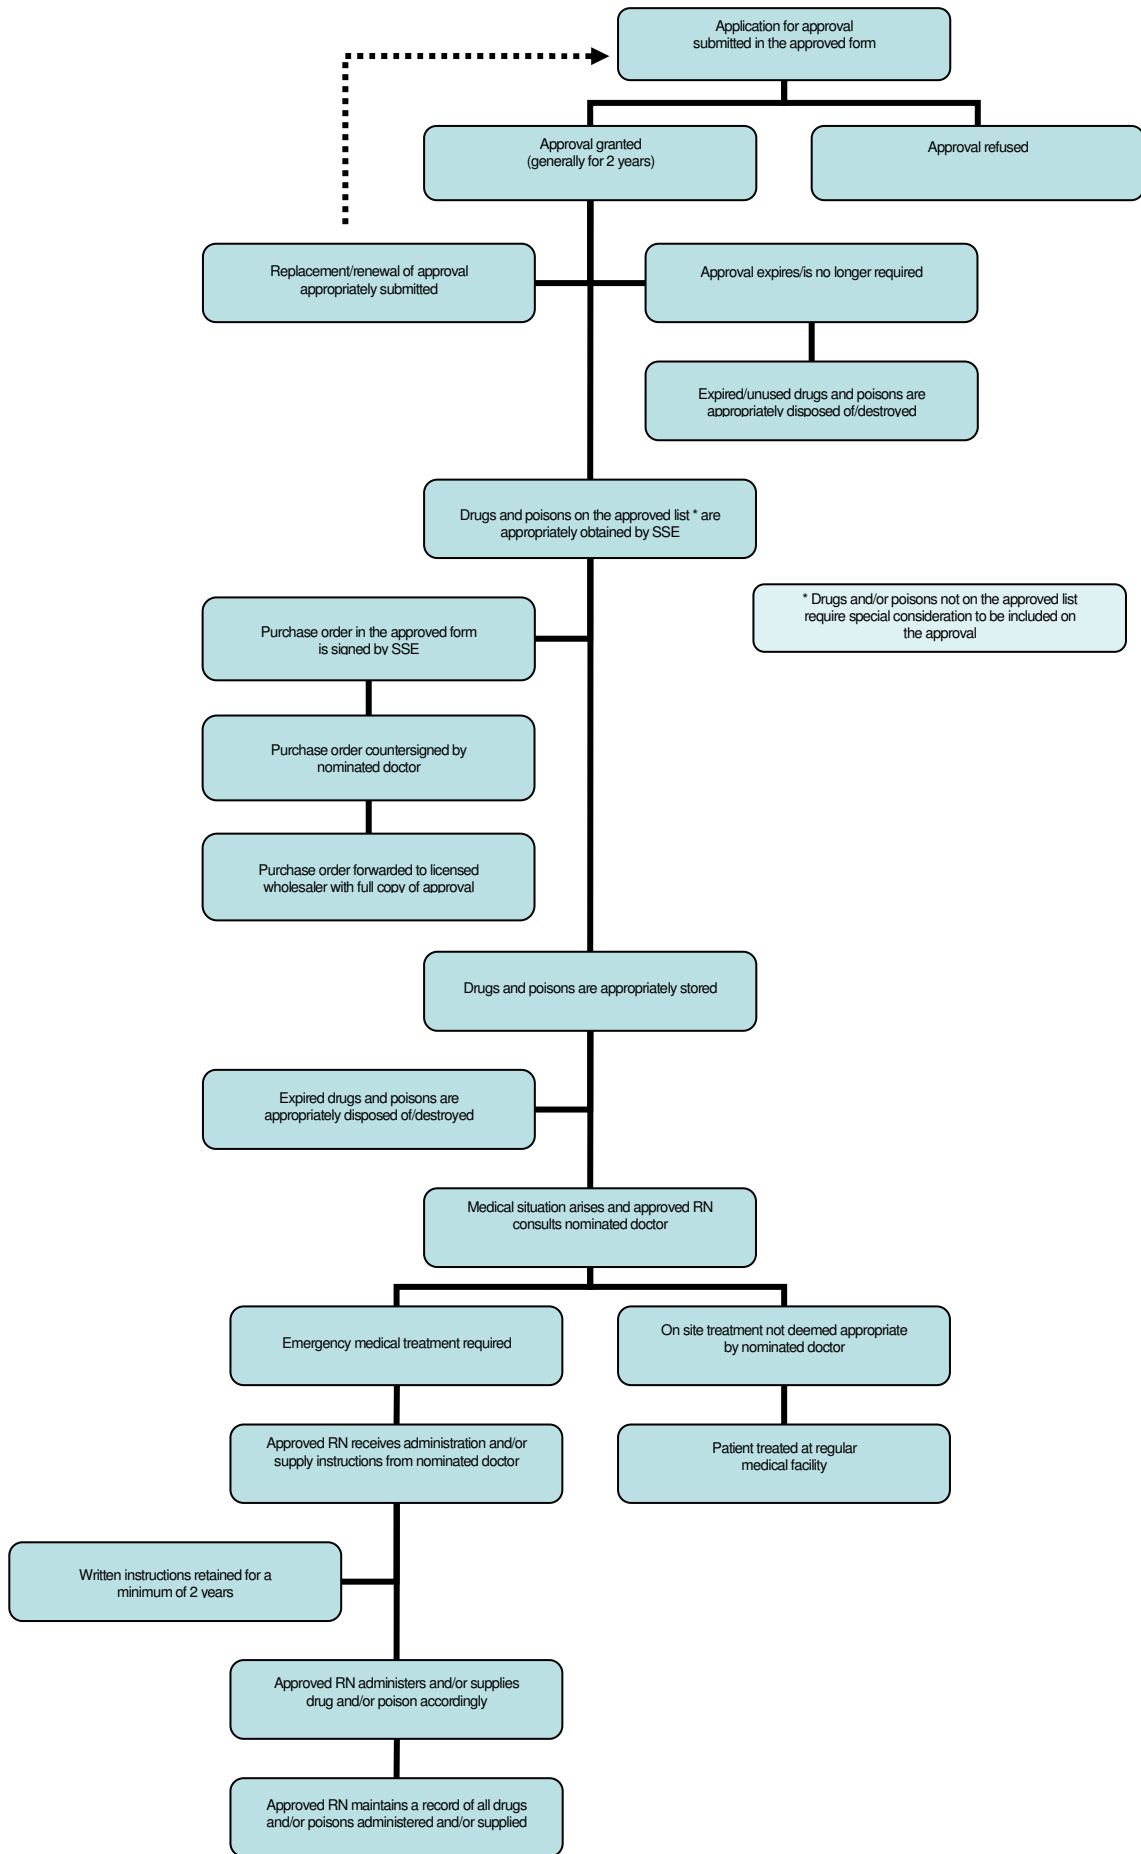 Application for approval
submitted in the approved form
Approval granted
(generally for 2 years)
Approval refused
Replacement/renewal of approval
appropriately submitted
Approval expires/is no longer required
Expired/unused drugs and poisons are
appropriately disposed of/destroyed
Drugs and poisons on the approved list * are
appropriately obtained by SSE
* Drugs and/or poisons not on the approved list
require special consideration to be included on
the approval
Purchase order in the approved form
is signed by SSE
Purchase order countersigned by
nominated doctor
Purchase order forwarded to licensed
wholesaler with full copy of approval
Drugs and poisons are appropriately stored
Expired drugs and poisons are
appropriately disposed of/destroyed
Medical situation arises and approved RN
consults nominated doctor
Emergency medical treatment required
On site treatment not deemed appropriate
by nominated doctor
Approved RN receives administration and/or
supply instructions from nominated doctor
Patient treated at regular
medical facility
Written instructions retained for a
minimum of 2 years
Approved RN administers and/or supplies
drug and/or poison accordingly
Approved RN maintains a record of all drugs
and/or poisons administered and/or supplied